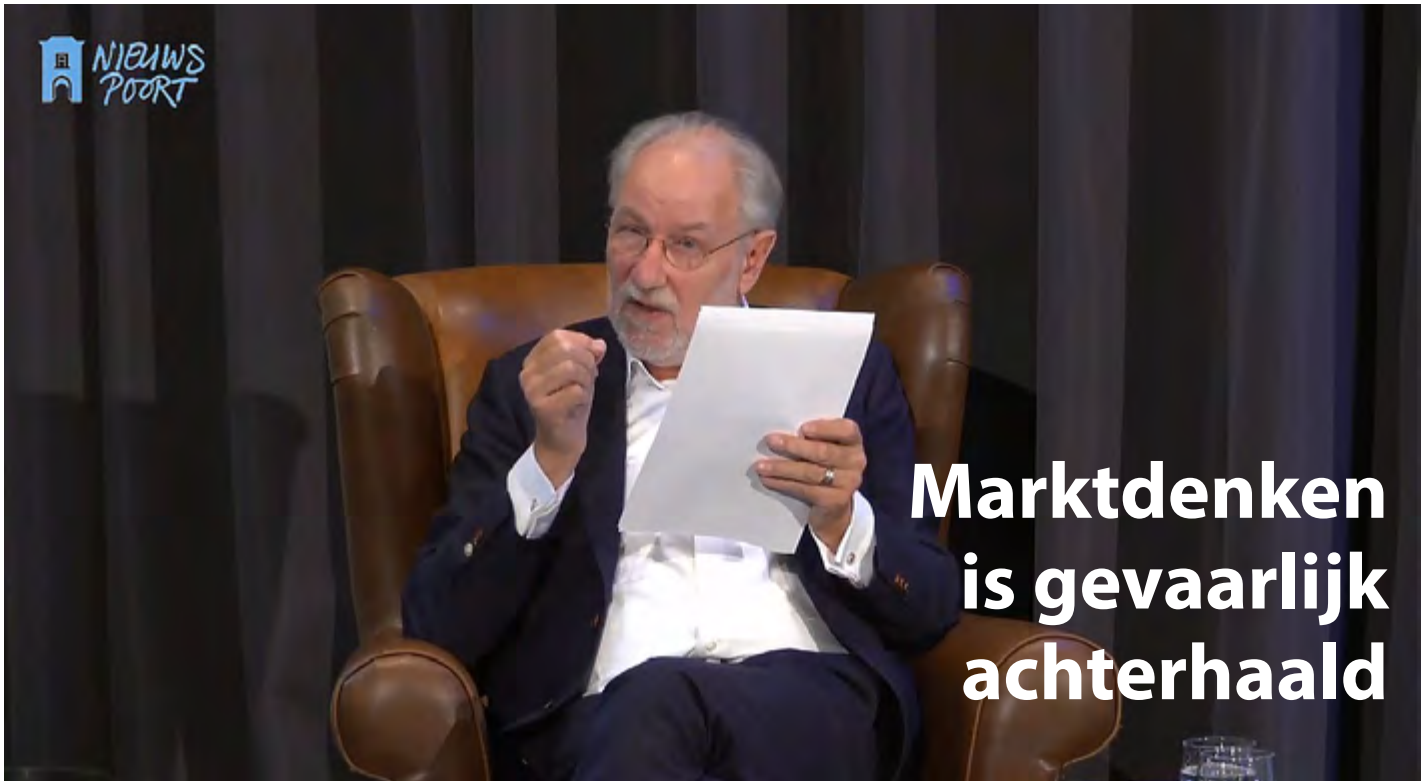 NIEUWS
POORT
Marktdenken
is gevaarlijk
achterhaald